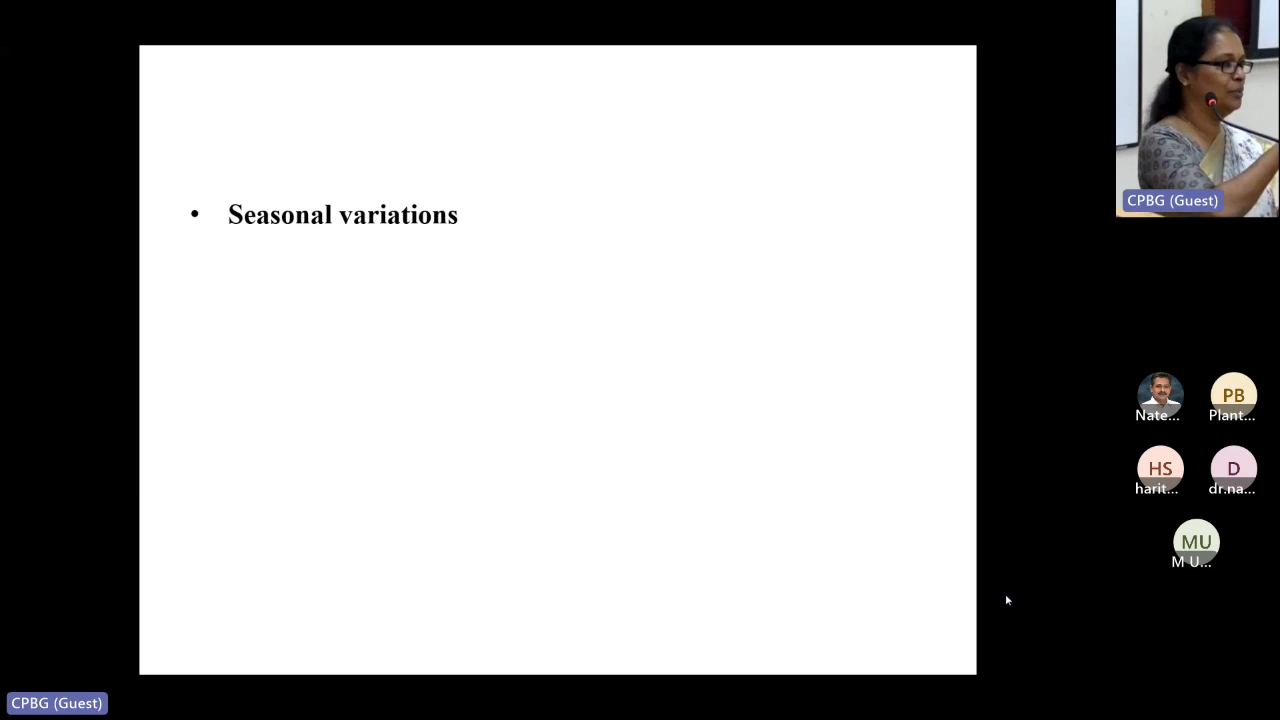 • Seasonal variations
CPBG (Guest)
Nate...
PB
Plant...
HS
harit...
D
dr.na...
MU
M U...
CPBG (Guest)